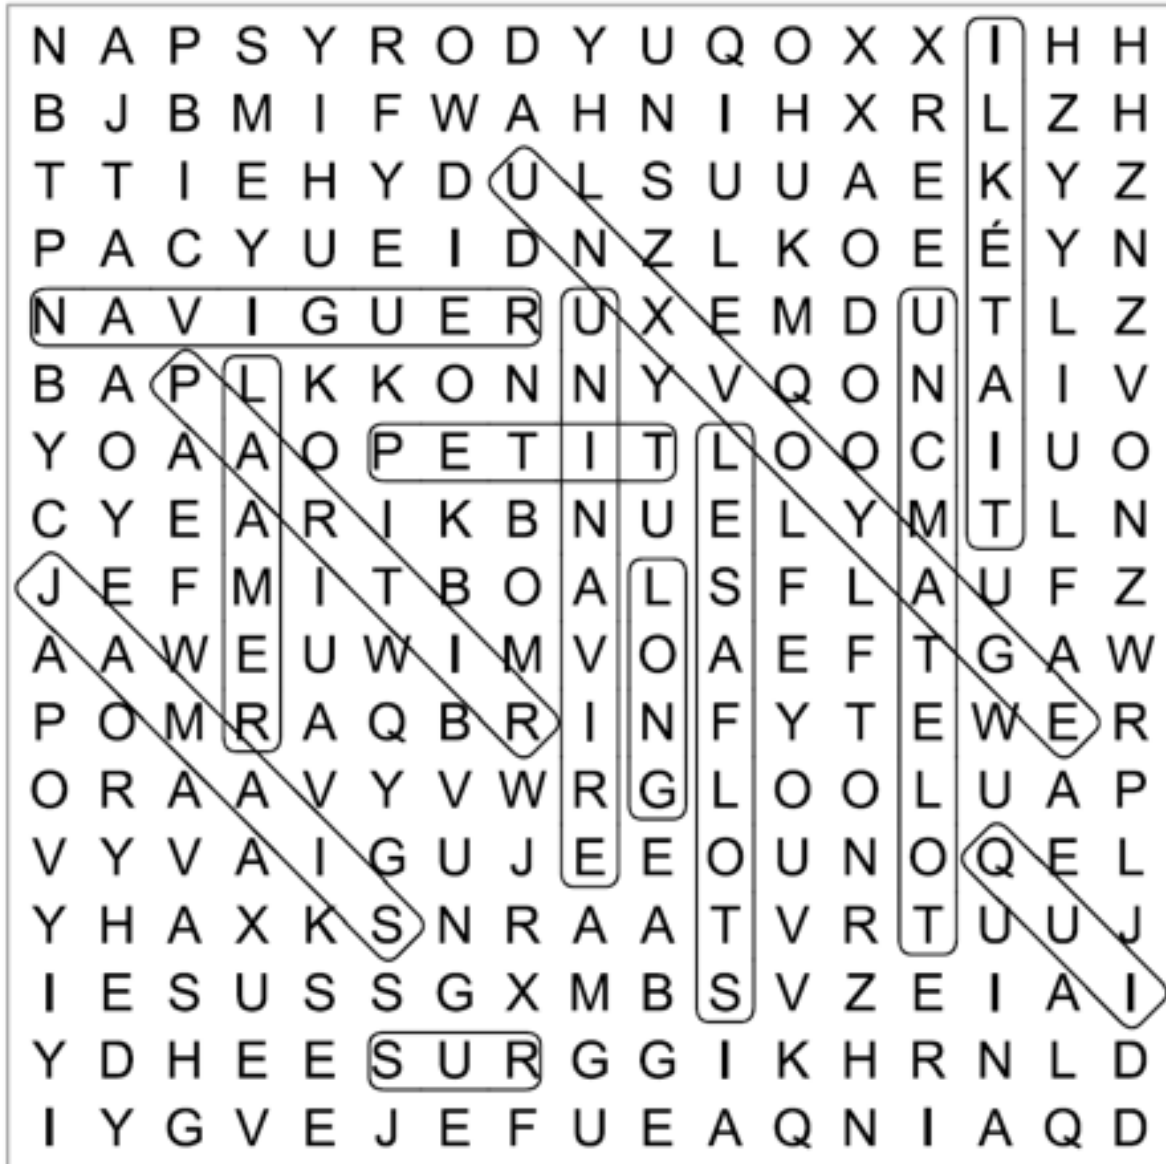 N A P S Y R O D Y U Q O X X I H H
B J B M I F W A H N I H X R L Z H
T T I E H Y D U L S U U A E K Y Z
P A C Y U E I D N Z L K O E É Y N
N A V I G U E R U X E M D U T L Z
B A P L K K O N N Y V Q O N A I V
Y O A A O P E T I T L O O C I U O
C Y E A R I K B N U E L Y M T L N
J E F M I T B O A L S F L A U F Z
A A W E U W I M V O A E F T G A W
P O M R A Q B R I N F Y T E W E R
O R A A V Y V W R G L O O L U A P
V Y V A I G U J E E O U N O Q E L
Y H A X K S N R A A T V R T U U J
I E S U S S G X M B S V Z E I A I
Y D H E E S U R G G I K H R N L D
I Y G V E J E F U E A Q N I A Q D